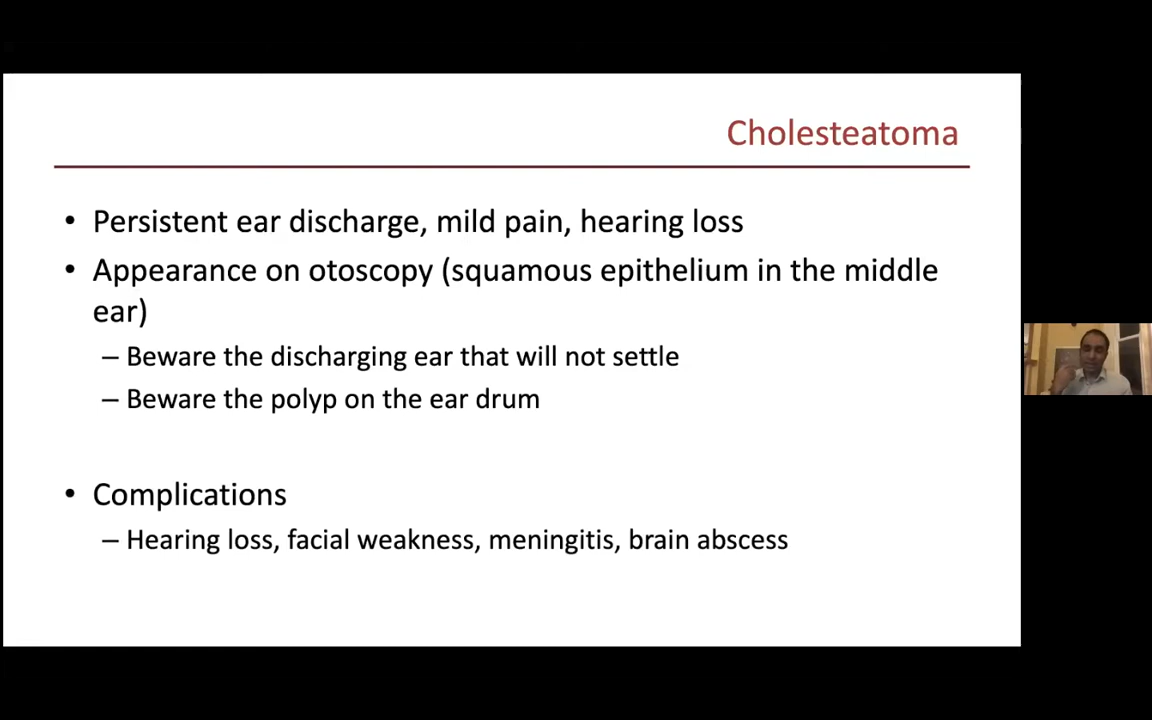 Cholesteatoma
• Persistent ear discharge, mild pain, hearing loss
• Appearance on otoscopy (squamous epithelium in the middle
ear)
– Beware the discharging ear that will not settle
– Beware the polyp on the ear drum
• Complications
– Hearing loss, facial weakness, meningitis, brain abscess